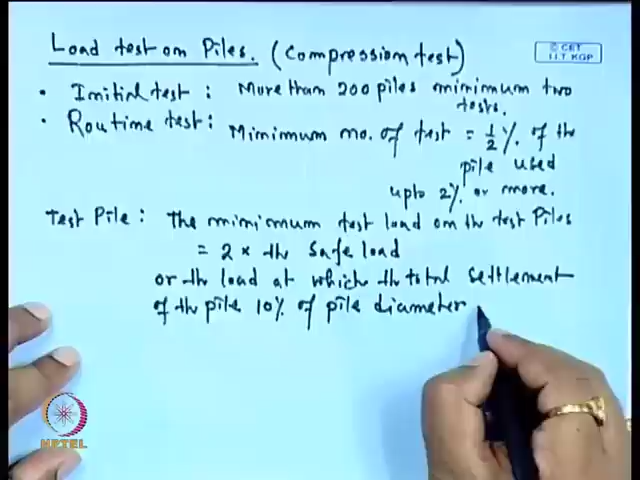 Load test on Piles. (Compression test)
© CET
I.I.T. KGP
• Initial test : More than 200 piles minimum two
tests.
• Routine test : Minimum no. of test = 1/2 % of the
pile used
upto 2% or more.
Test Pile : The minimum test load on the test Piles
= 2 × the safe load
or the load at which the total settlement
of the pile 10% of pile diameter
NPTEL